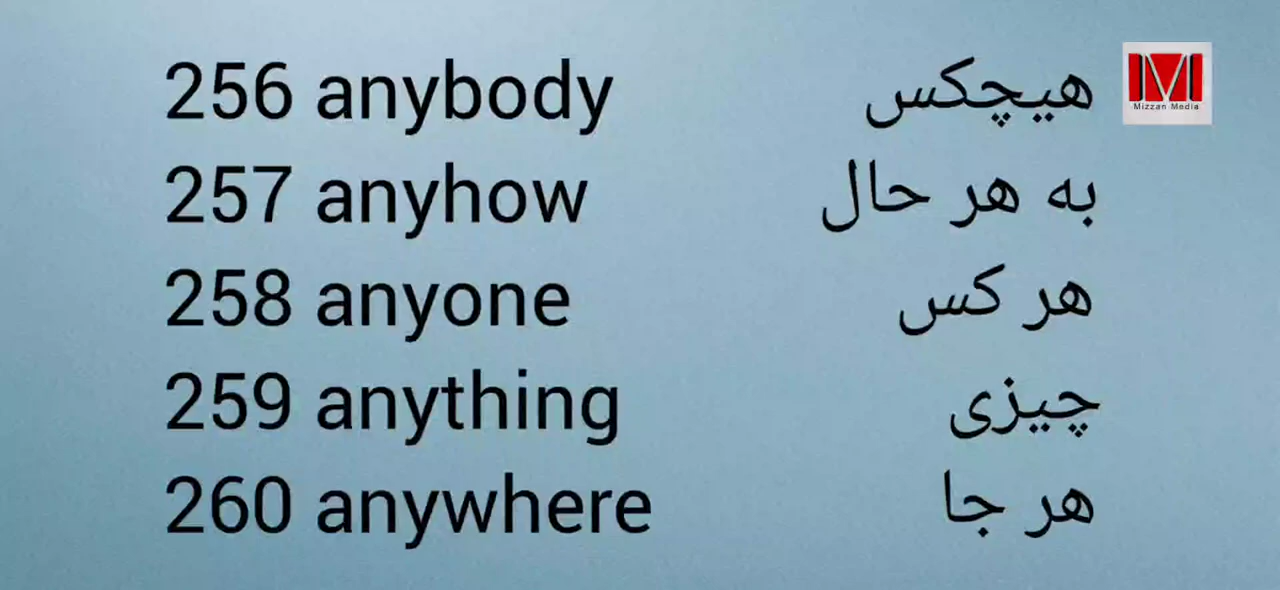 256 anybody هیچکس
257 anyhow به هر حال
258 anyone هر کس
259 anything چیزی
260 anywhere هر جا
M
Mizzan Media